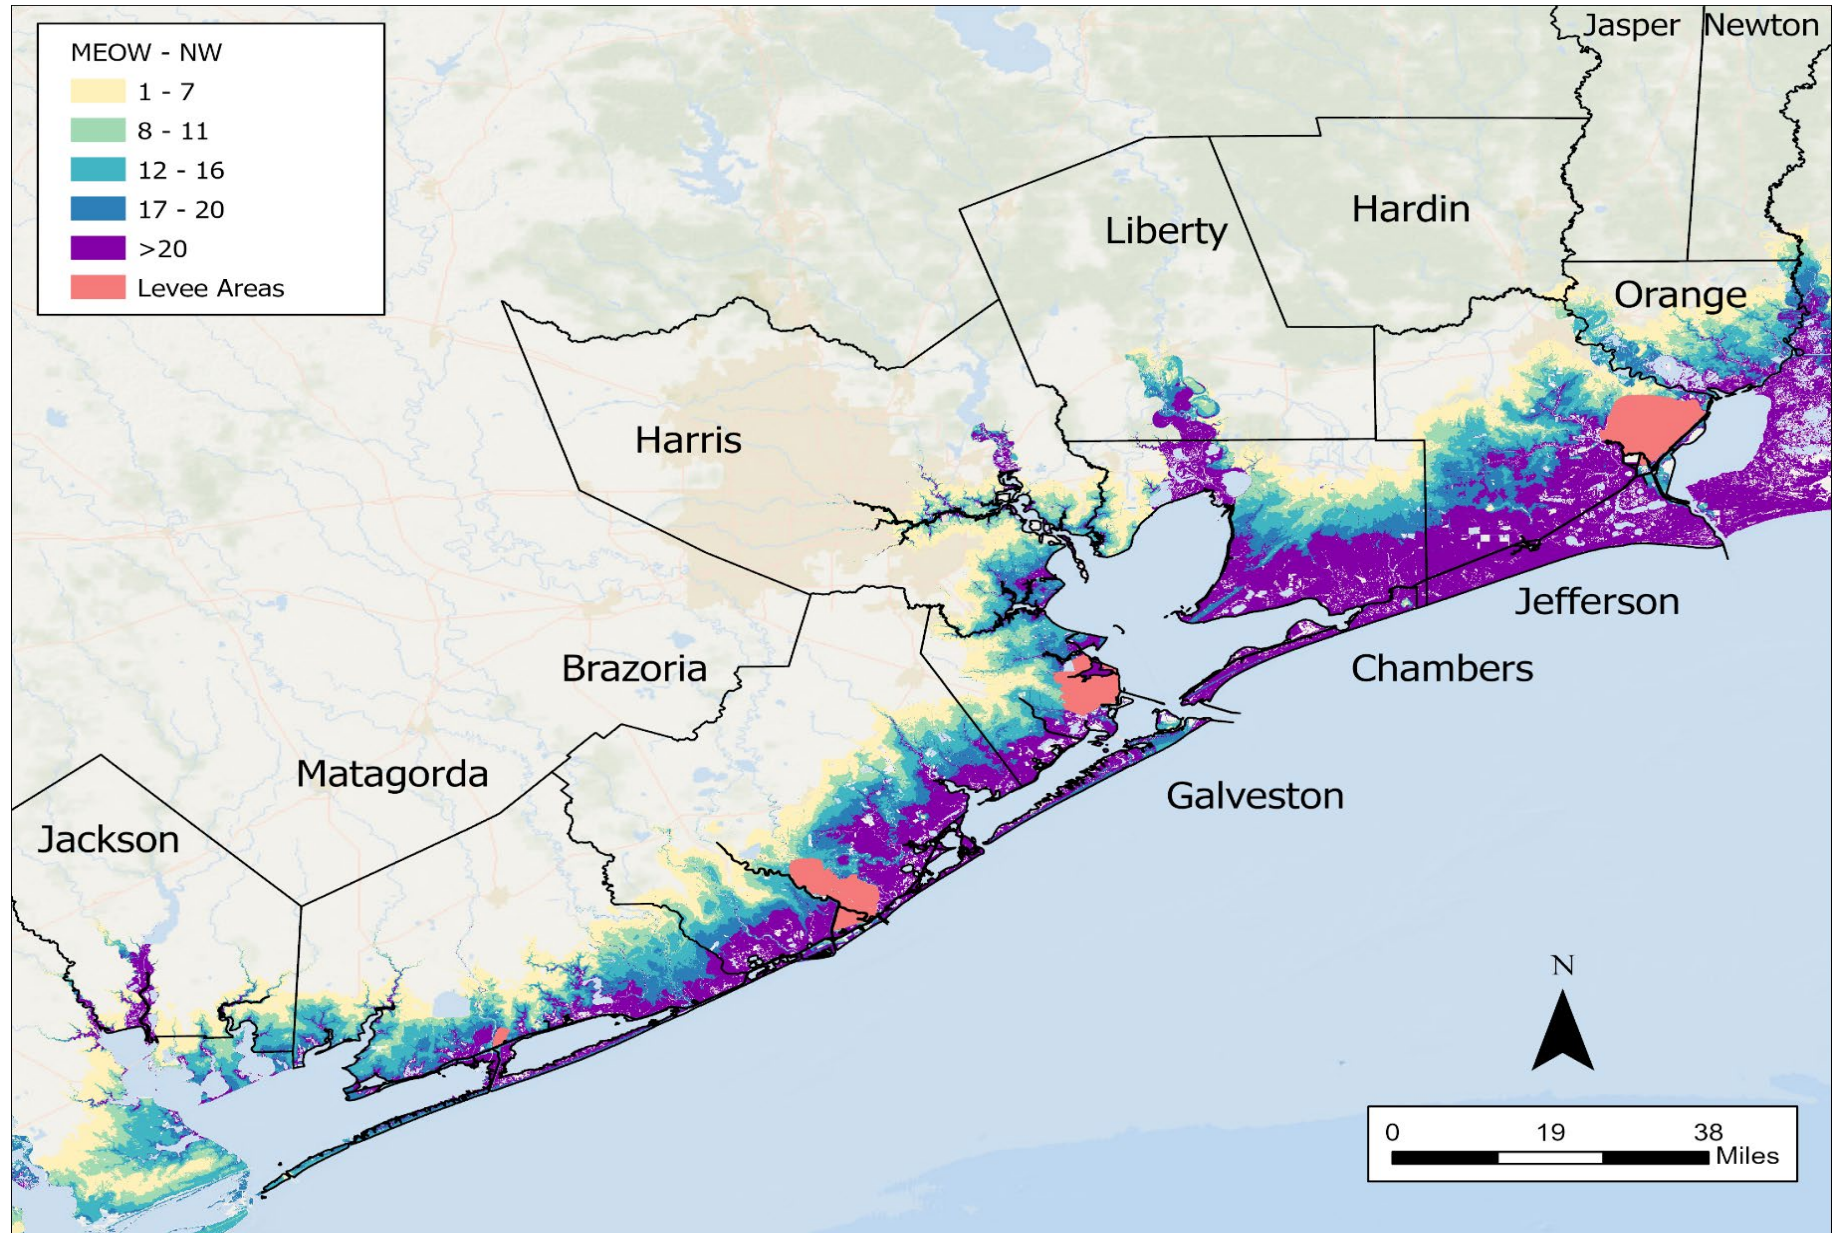 MEOW - NW
1 - 7
8 - 11
12 - 16
17 - 20
>20
Levee Areas
Jasper
Newton
Hardin
Liberty
Orange
Harris
Jefferson
Brazoria
Chambers
Matagorda
Galveston
Jackson
N
0 19 38
Miles